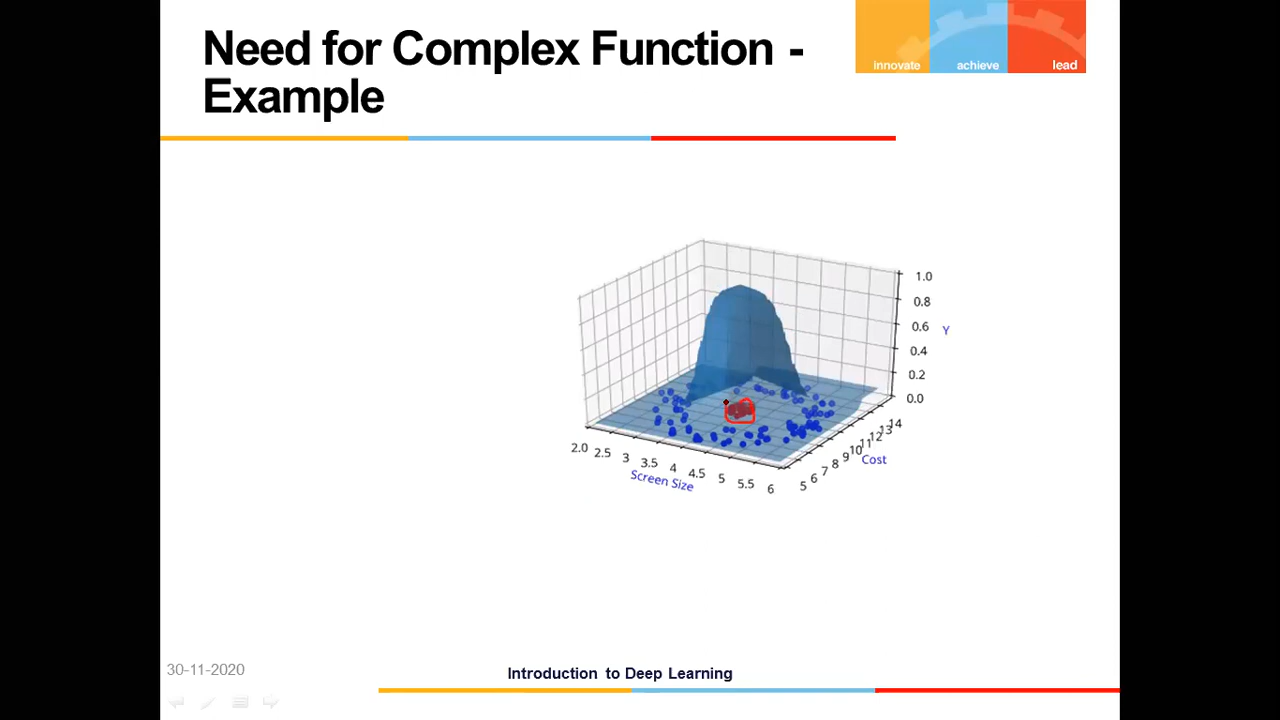 Need for Complex Function -
Example
innovate achieve lead
1.0
0.8
0.6
Y
0.4
0.2
0.0
2.0 2.5 3 3.5 4 4.5 5 5.5 6
Screen Size
5 6 7 8 9 10 11 12 13 14
Cost
30-11-2020
Introduction to Deep Learning